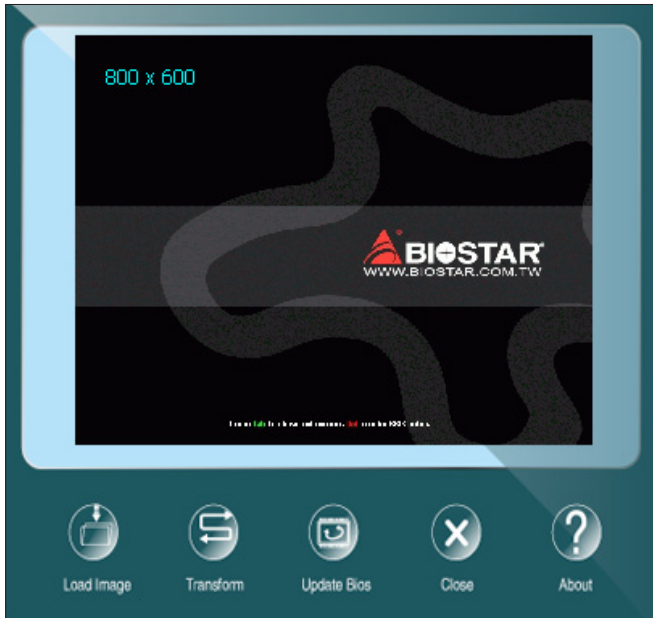 800 x 600
BIOSTAR
WWW.BIOSTAR.COM.TW
Load Image
Transform
Update Bios
Close
About